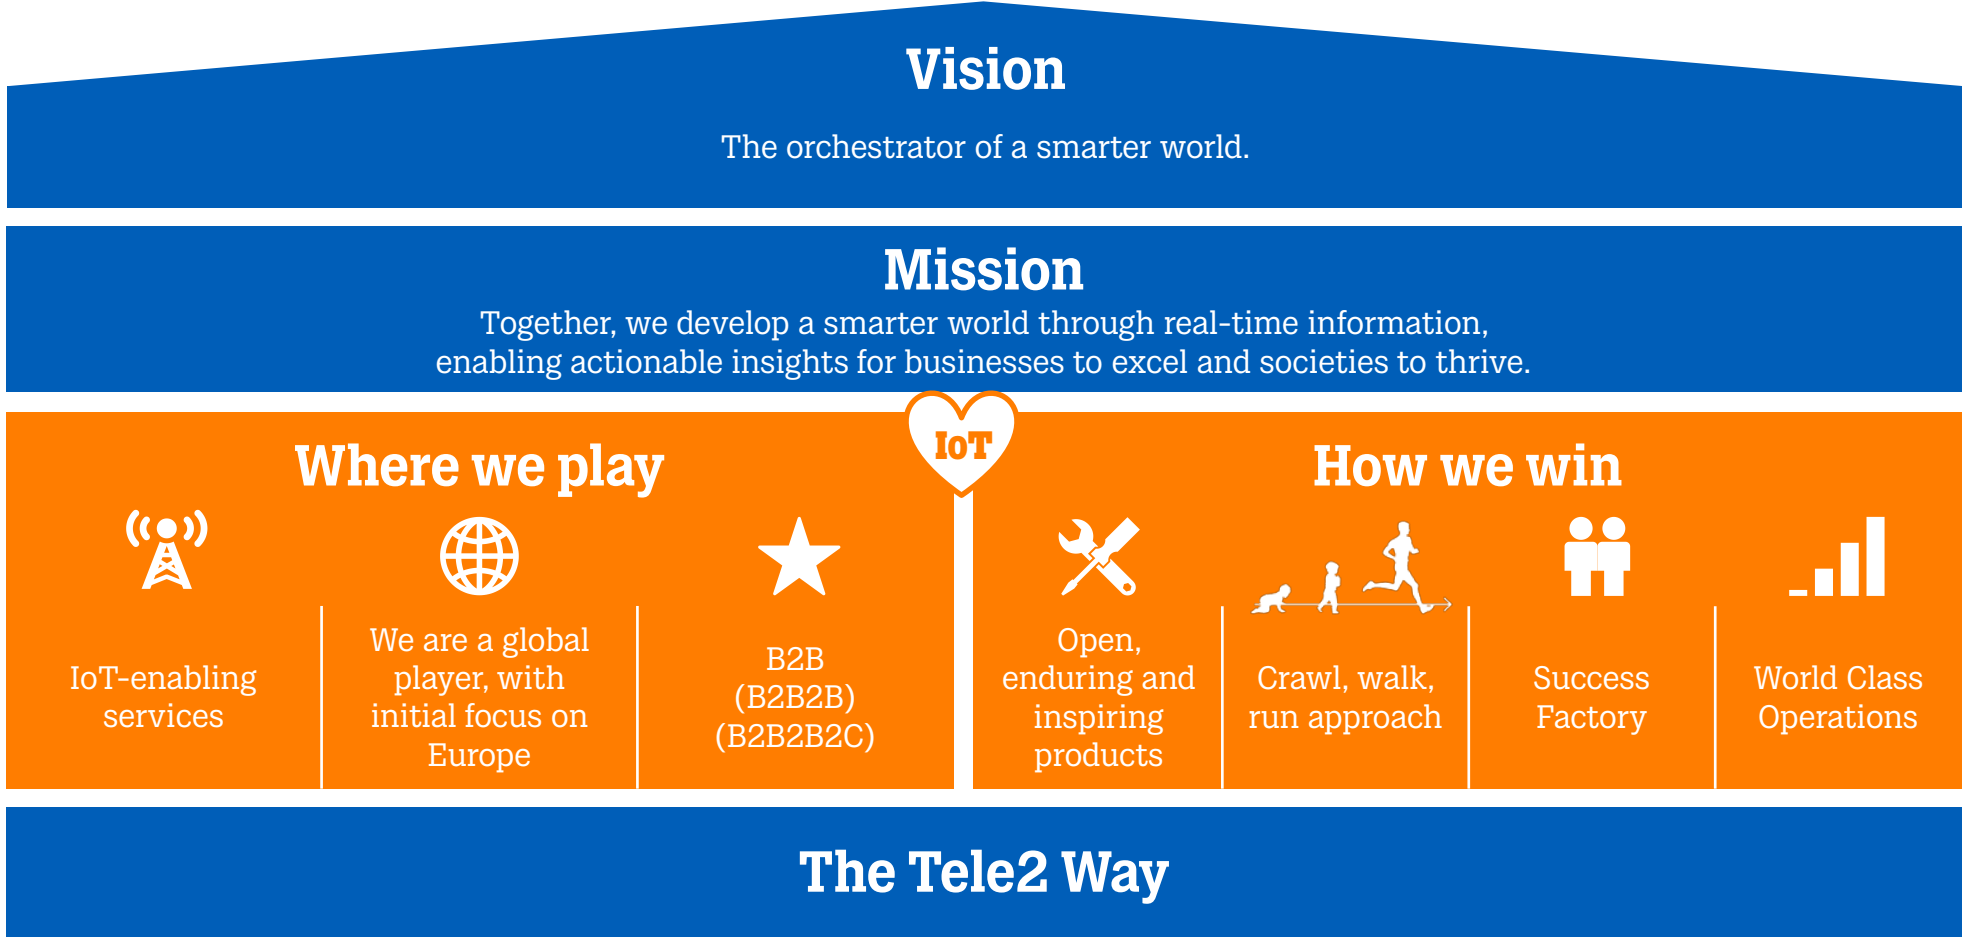 Vision
The orchestrator of a smarter world.
Mission
Together, we develop a smarter world through real-time information,
enabling actionable insights for businesses to excel and societies to thrive.
IoT
Where we play
IoT-enabling
services
We are a global
player, with
initial focus on
Europe
B2B
(B2B2B)
(B2B2B2C)
How we win
Open,
enduring and
inspiring
products
Crawl, walk,
run approach
Success
Factory
World Class
Operations
The Tele2 Way